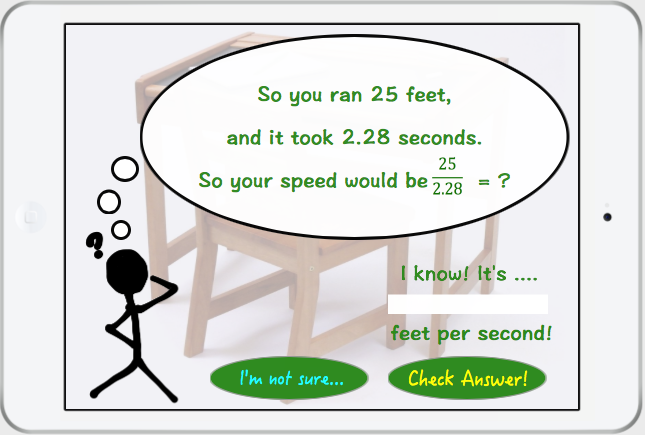 So you ran 25 feet,
and it took 2.28 seconds.
So your speed would be 25/2.28 = ?
?
I know! It's ....
feet per second!
I'm not sure...
Check Answer!